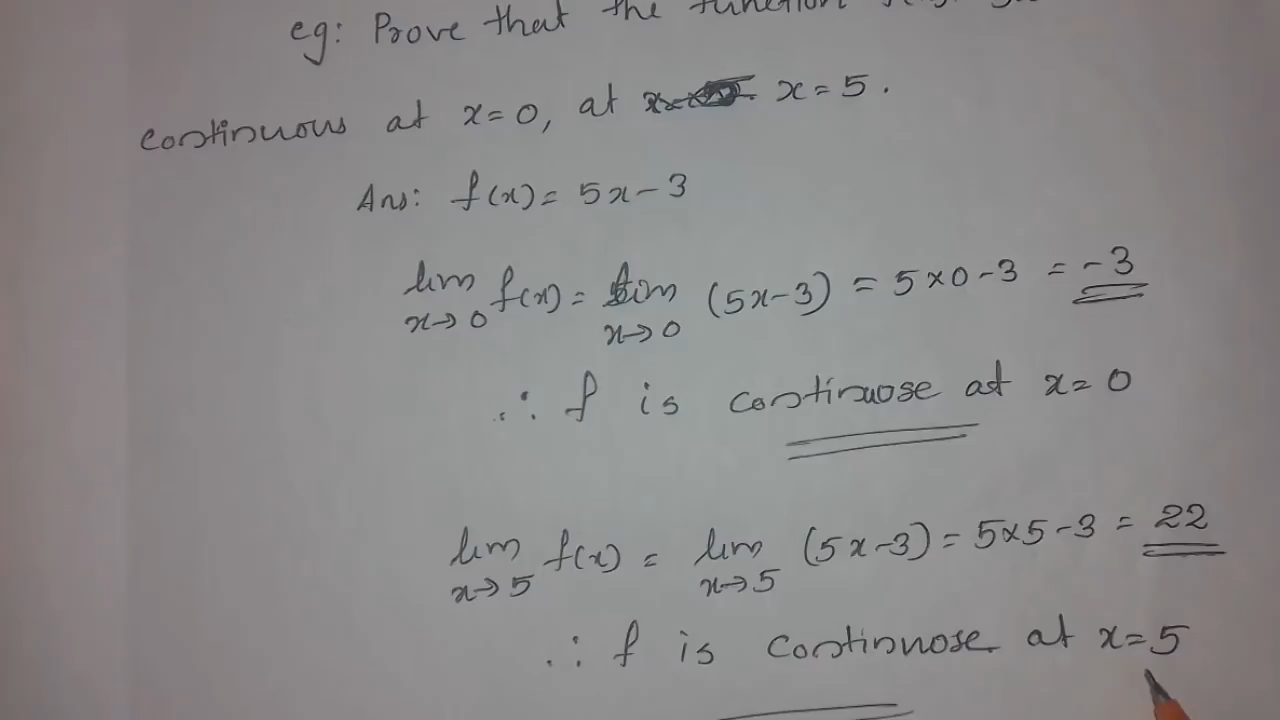 eg: Prove that the function
continuous at x=0, at x=5.
Ans: f(x)= 5x-3
lim x→0 f(x) = lim x→0 (5x-3) = 5×0-3 = -3
∴ f is continuose at x=0
lim x→5 f(x) = lim x→5 (5x-3) = 5×5-3 = 22
∴ f is continuose at x=5